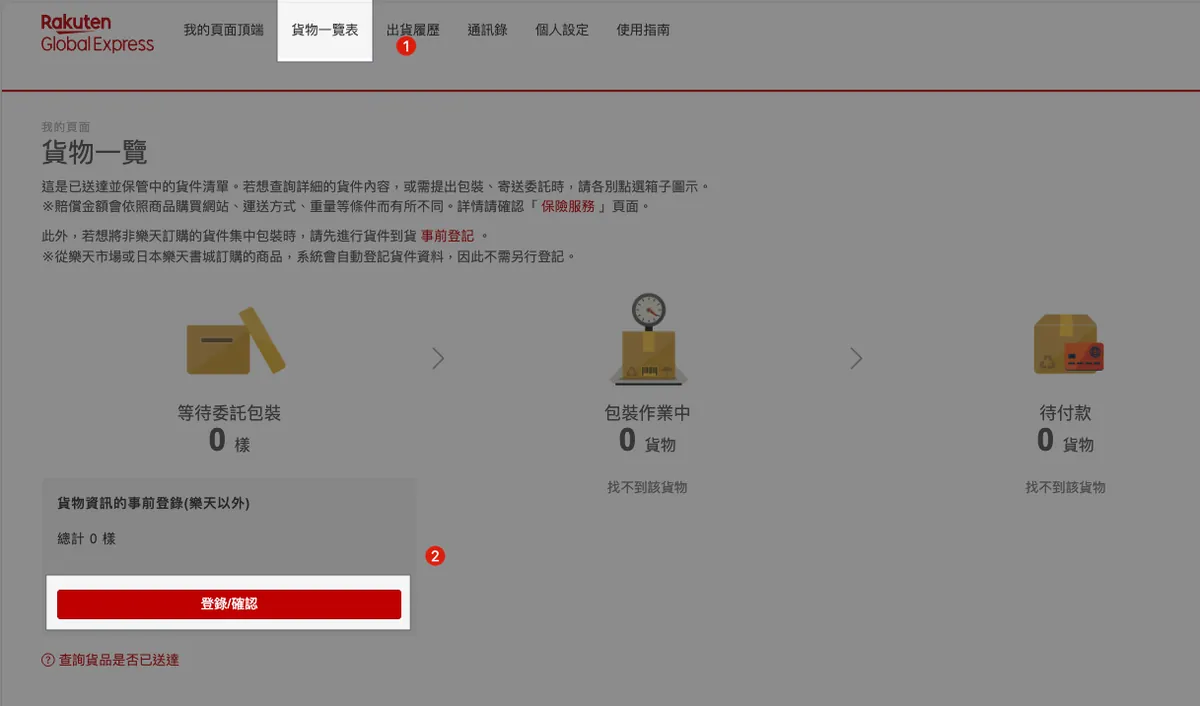 Rakuten
Global Express
我的頁面頂端 貨物一覽表 出貨履歷 通訊錄 個人設定 使用指南
1
我的頁面
貨物一覽
這是已送達並保管中的貨件清單。若想查詢詳細的貨件內容，或需提出包裝、寄送委託時，請各別點選箱子圖示。
※賠償金額會依照商品購買網站、運送方式、重量等條件而有所不同。詳情請確認「 保險服務 」頁面。
此外，若想將非樂天訂購的貨件集中包裝時，請先進行貨件到貨 事前登記 。
※從樂天市場或日本樂天書城訂購的商品，系統會自動登記貨件資料，因此不需另行登記。
等待委託包裝
0 樣
包裝作業中
0 貨物
找不到該貨物
待付款
0 貨物
找不到該貨物
貨物資訊的事前登錄(樂天以外)
總計 0 樣
2
登錄/確認
? 查詢貨品是否已送達